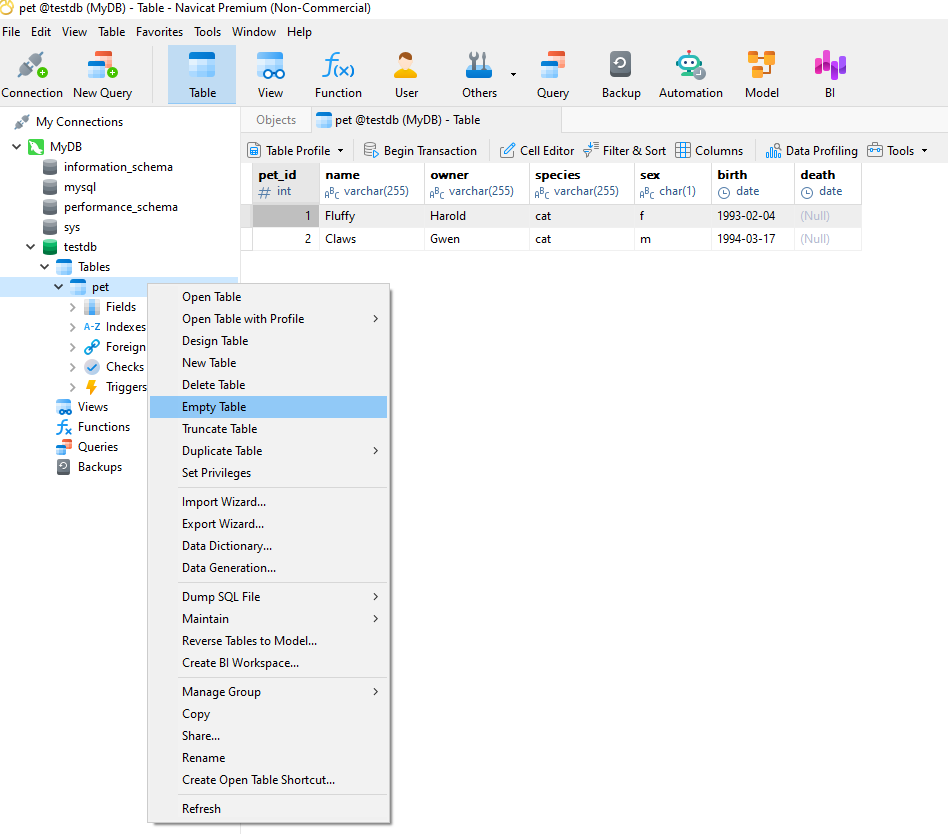 pet @testdb (MyDB) - Table - Navicat Premium (Non-Commercial)
File Edit View Table Favorites Tools Window Help
Connection New Query Table View Function User Others Query Backup Automation Model BI
My Connections
MyDB
information_schema
mysql
performance_schema
sys
testdb
Tables
pet
Fields
A-Z Indexes
Foreign
Checks
Triggers
Views
Functions
Queries
Backups
Objects pet @testdb (MyDB) - Table
Table Profile Begin Transaction Cell Editor Filter & Sort Columns Data Profiling Tools
pet_id name owner species sex birth death
# int ABC varchar(255) ABC varchar(255) ABC varchar(255) ABC char(1) date date
1 Fluffy Harold cat f 1993-02-04 (Null)
2 Claws Gwen cat m 1994-03-17 (Null)
Open Table
Open Table with Profile
Design Table
New Table
Delete Table
Empty Table
Truncate Table
Duplicate Table
Set Privileges
Import Wizard...
Export Wizard...
Data Dictionary...
Data Generation...
Dump SQL File
Maintain
Reverse Tables to Model...
Create BI Workspace...
Manage Group
Copy
Share...
Rename
Create Open Table Shortcut...
Refresh